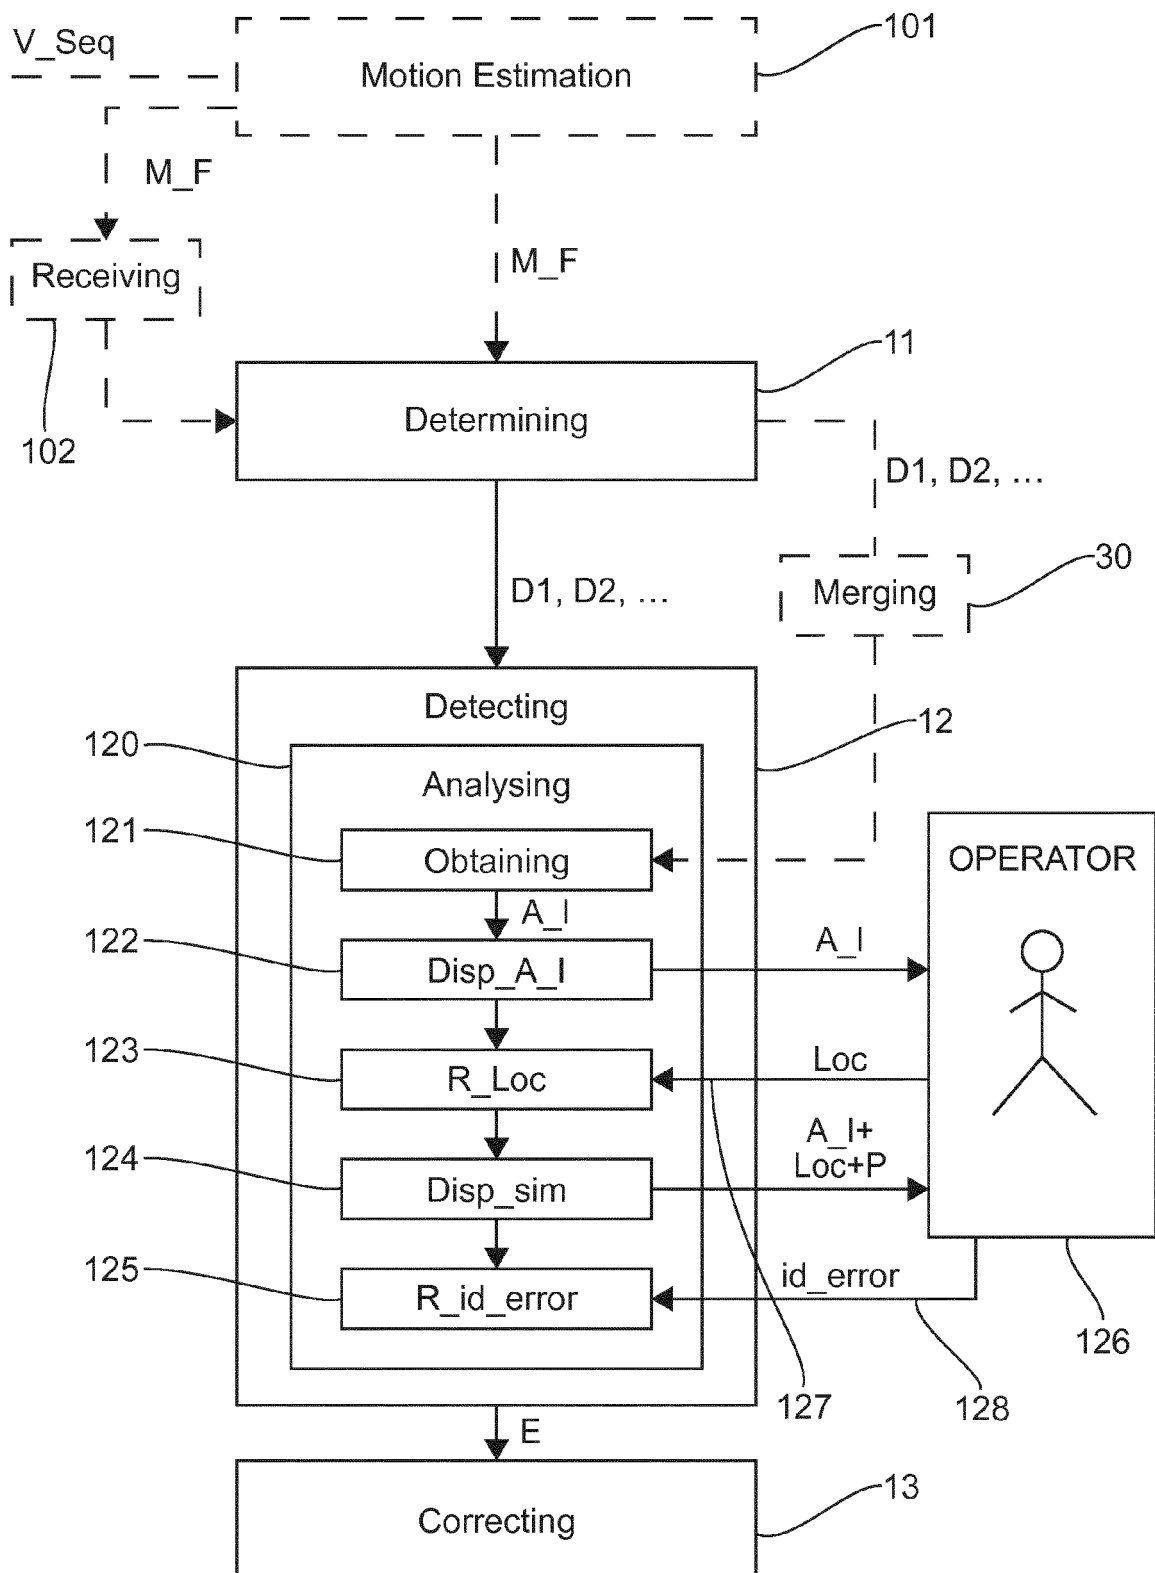 V_Seq
Motion Estimation
101
M_F
Receiving
102
M_F
Determining
11
D1, D2, ...
D1, D2, ...
Merging
30
Detecting
12
120
Analysing
121
Obtaining
A_I
OPERATOR
122
Disp_A_I
A_I
123
R_Loc
Loc
124
Disp_sim
A_I+
Loc+P
125
R_id_error
id_error
126
127
128
E
Correcting
13